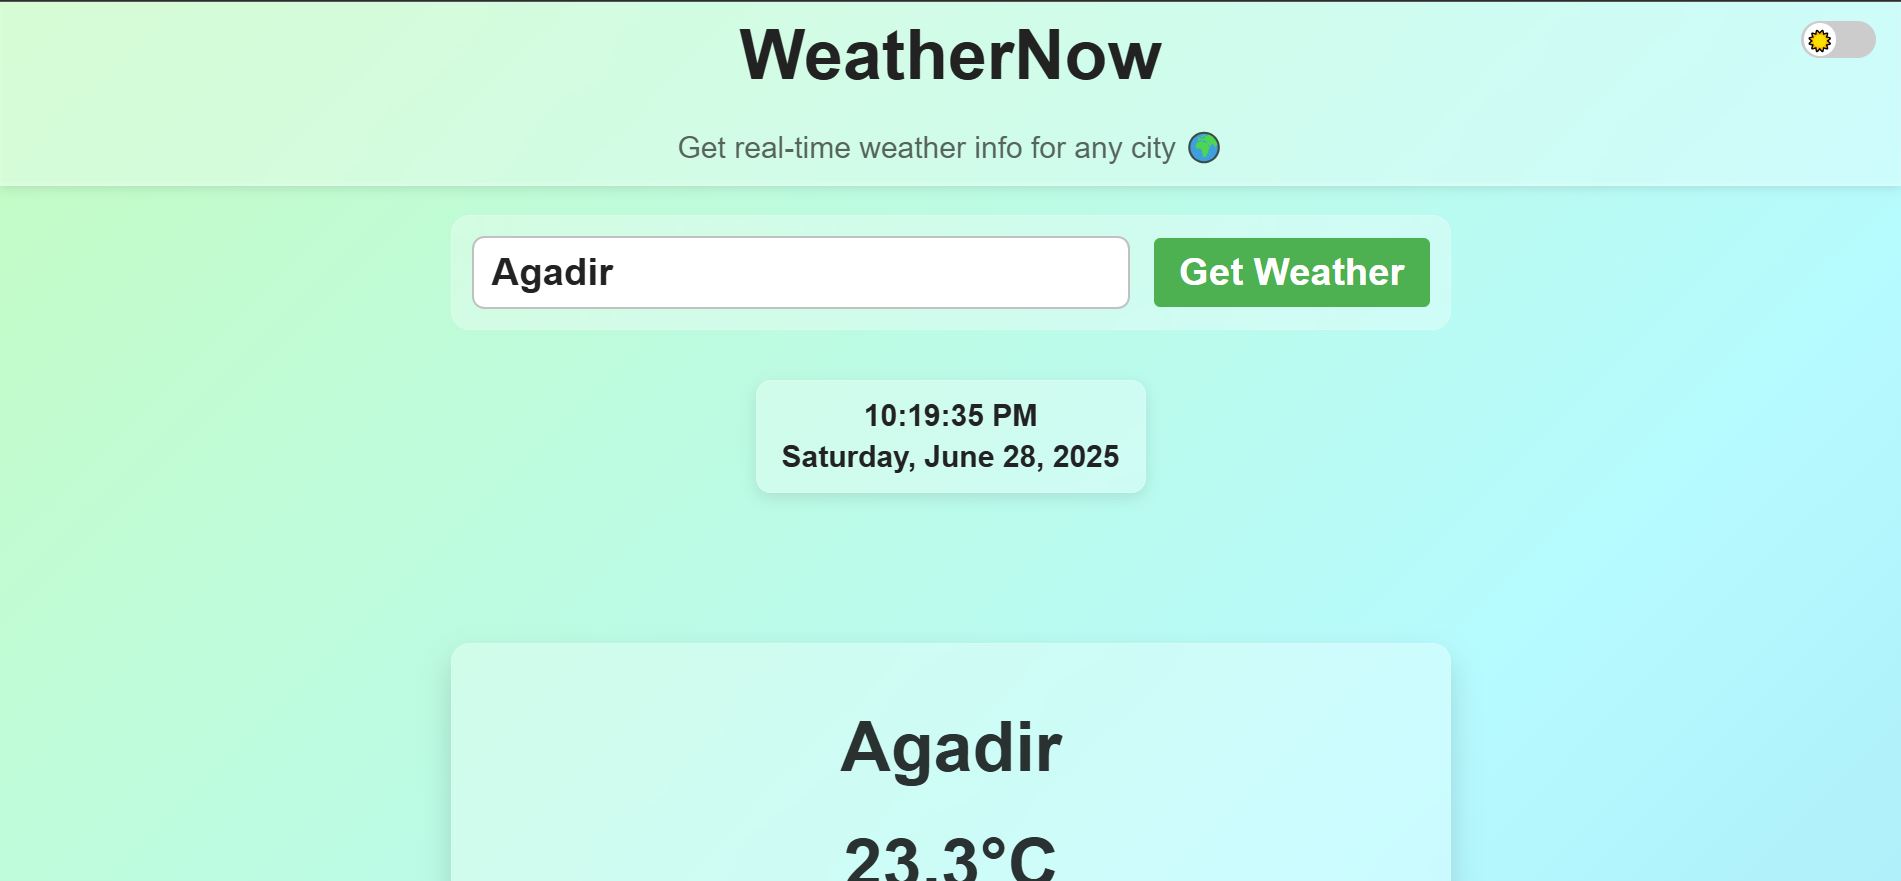 WeatherNow
Get real-time weather info for any city
Agadir
Get Weather
10:19:35 PM
Saturday, June 28, 2025
Agadir
23.3°C